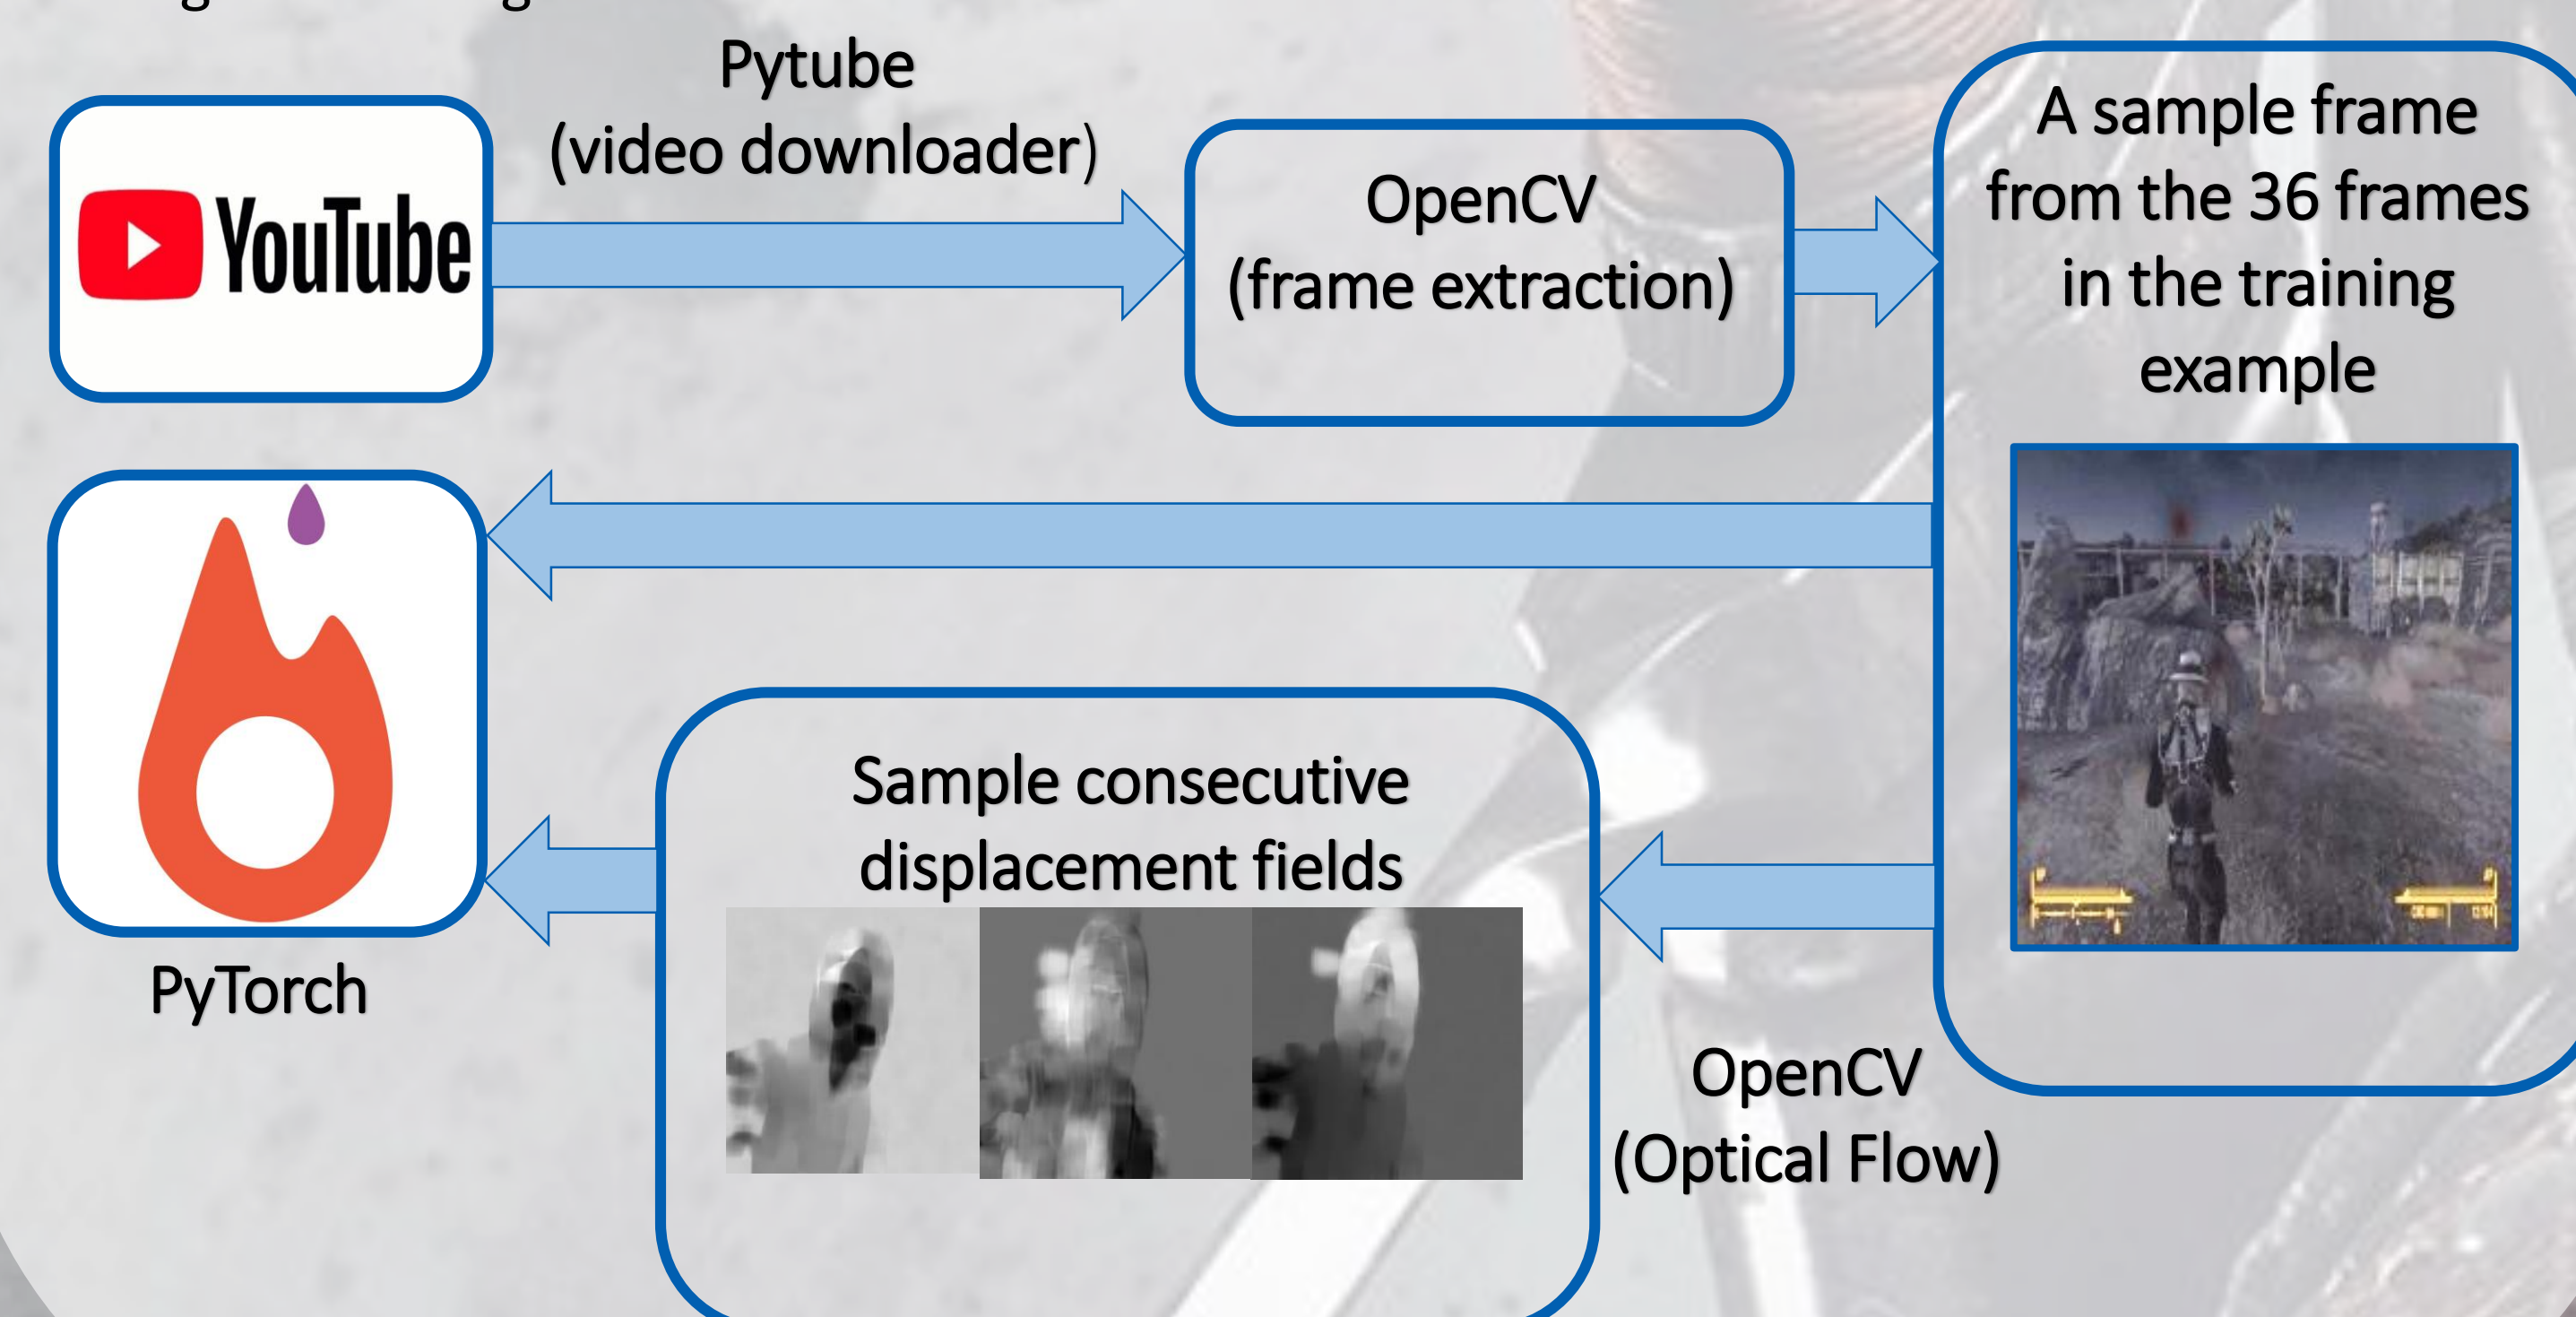 Pytube
(video downloader)
YouTube
OpenCV
(frame extraction)
A sample frame
from the 36 frames
in the training
example
Sample consecutive
displacement fields
PyTorch
OpenCV
(Optical Flow)